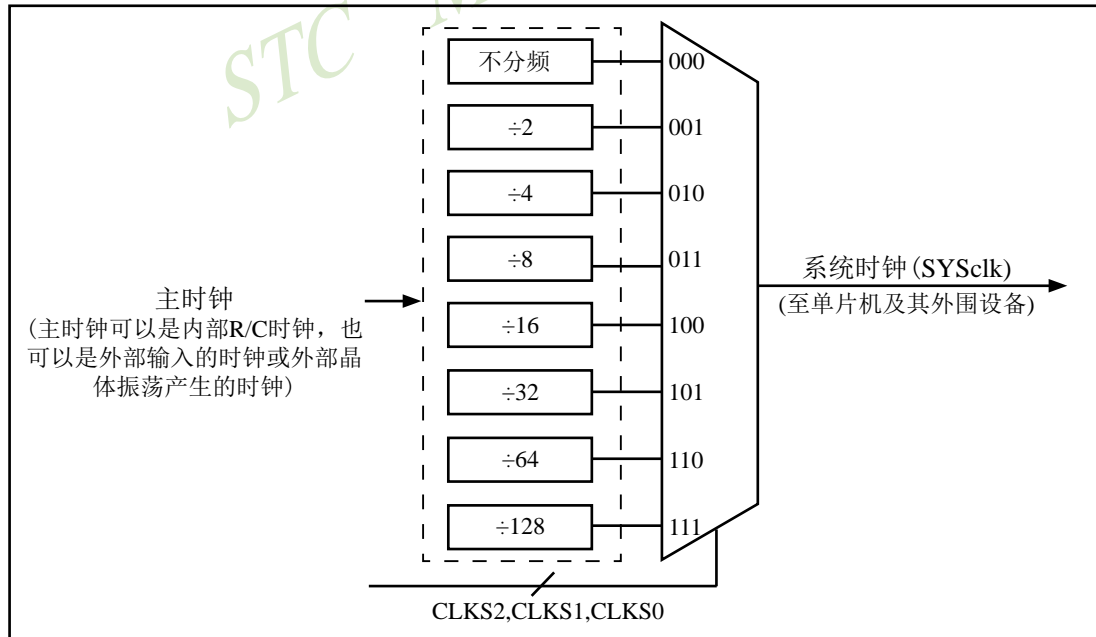 STC M
不分频
000
÷2
001
÷4
010
÷8
011
÷16
100
÷32
101
÷64
110
÷128
111
主时钟
(主时钟可以是内部R/C时钟，也
可以是外部输入的时钟或外部晶
体振荡产生的时钟)
系统时钟(SYSclk)
(至单片机及其外围设备)
CLKS2,CLKS1,CLKS0